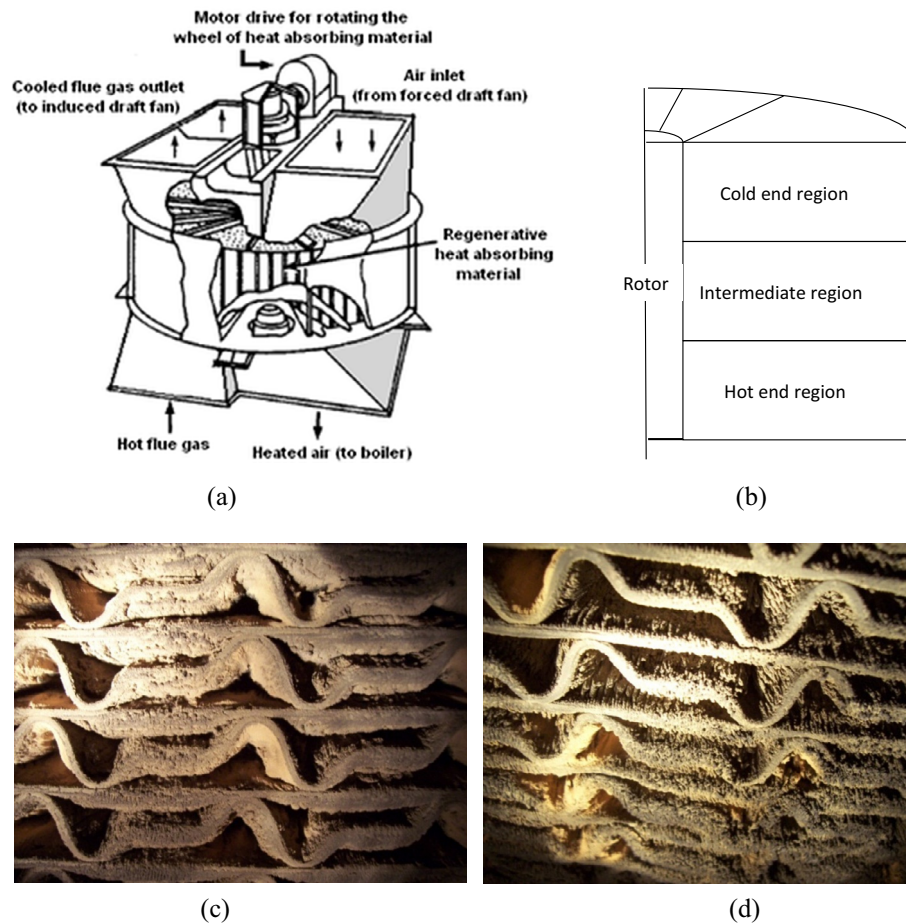 Motor drive for rotating the
wheel of heat absorbing material
Cooled flue gas outlet
(to induced draft fan)
Air inlet
(from forced draft fan)
Regenerative
heat absorbing
material
Hot flue gas
Heated air (to boiler)
(a)
Cold end region
Rotor
Intermediate region
Hot end region
(b)
(c)
(d)